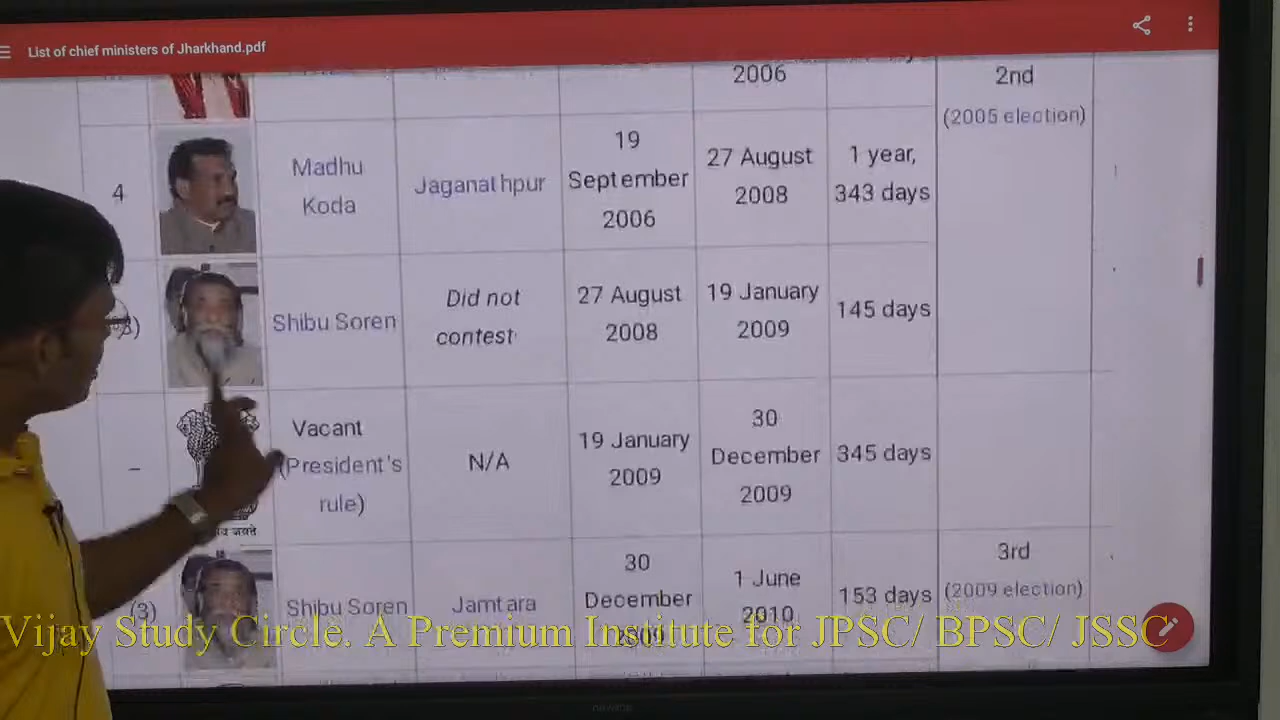 List of chief ministers of Jharkhand.pdf
2006
2nd
(2005 election)
4
Madhu
Koda
Jaganathpur
19
September
2006
27 August
2008
1 year,
343 days
3)
Shibu Soren
Did not
contest
27 August
2008
19 January
2009
145 days
–
Vacant
(President's
rule)
N/A
19 January
2009
30
December
2009
345 days
(3)
Shibu Soren
Jamtara
30
December
2009
1 June
2010
153 days
3rd
(2009 election)
Vijay Study Circle. A Premium Institute for JPSC/ BPSC/ JSSC